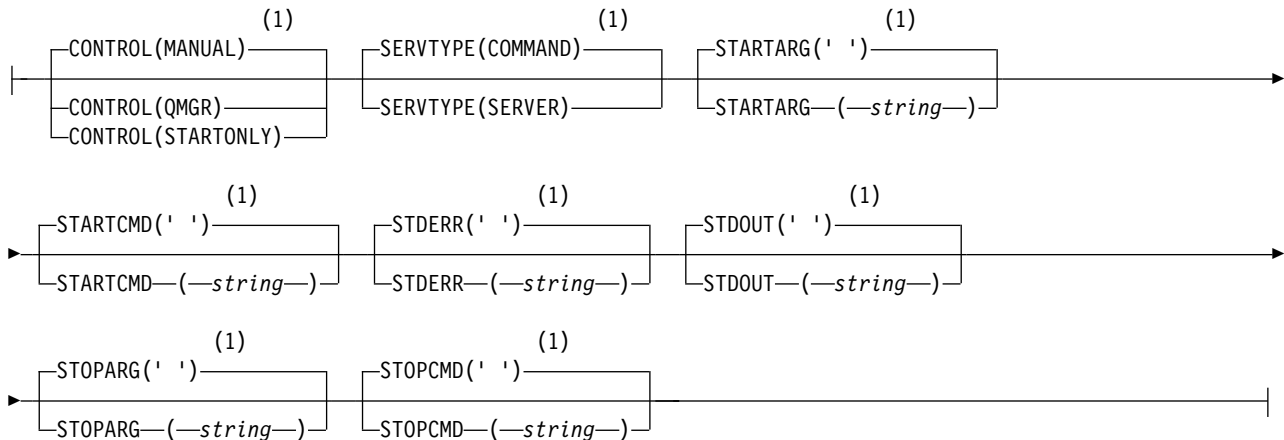 (1) (1) (1)
CONTROL(MANUAL) SERVTYPE(COMMAND) STARTARG(' ')
CONTROL(QMGR) SERVTYPE(SERVER) STARTARG (string)
CONTROL(STARTONLY)
(1) (1) (1)
STARTCMD(' ') STDERR(' ') STDOUT(' ')
STARTCMD (string) STDERR (string) STDOUT (string)
(1) (1)
STOPARG(' ') STOPCMD(' ')
STOPARG (string) STOPCMD (string)